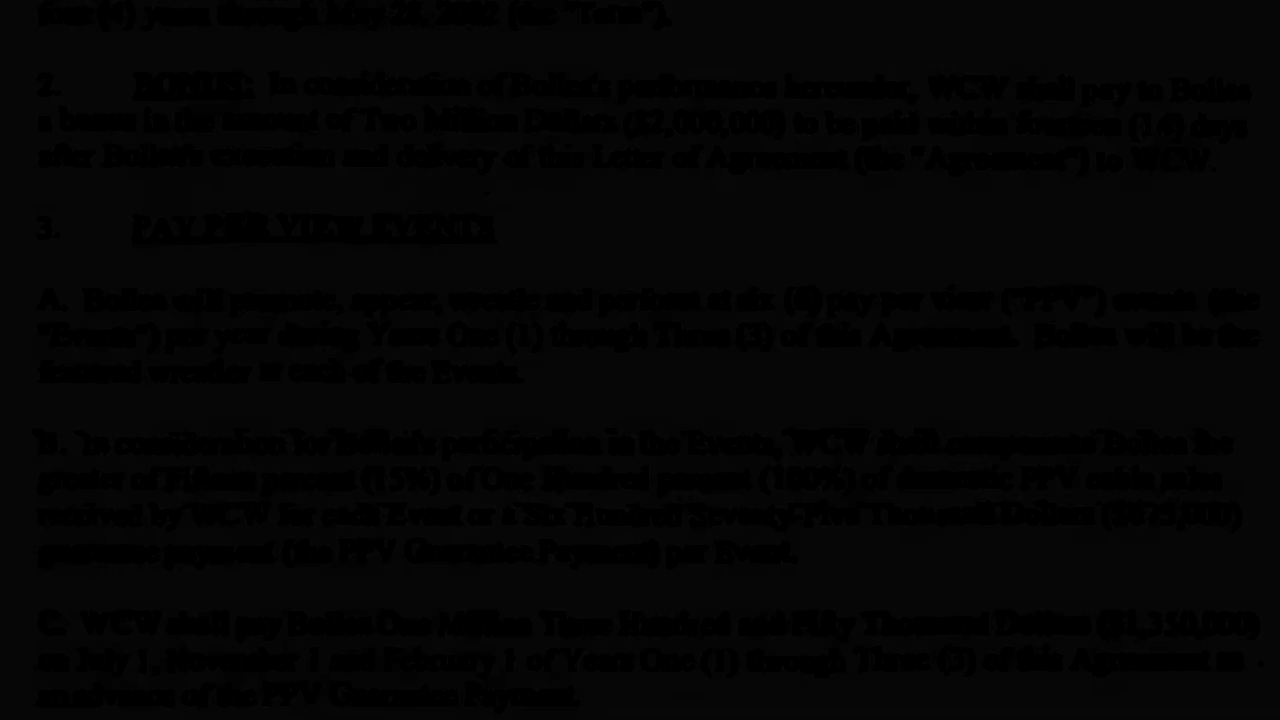 four (4) years through May 28, 2002 (the "Term").
2. BONUS: In consideration of Bollea's performance hereunder, WCW shall pay to Bollea
a bonus in the amount of Two Million Dollars ($2,000,000) to be paid within fourteen (14) days
after Bollea's execution and delivery of this Letter of Agreement (the "Agreement") to WCW.
3. PAY PER VIEW EVENTS
A. Bollea will promote, appear, wrestle and perform at six (6) pay per view ("PPV") events (the
"Events") per year during Years One (1) through Three (3) of this Agreement. Bollea will be the
featured wrestler at each of the Events.
B. In consideration for Bollea's participation in the Events, WCW shall compensate Bollea the
greater of Fifteen percent (15%) of One Hundred percent (100%) of domestic PPV cable sales
received by WCW for each Event or a Six Hundred Seventy-Five Thousand Dollars ($675,000)
guarantee payment (the PPV Guarantee Payment) per Event.
C. WCW shall pay Bollea One Million Three Hundred and Fifty Thousand Dollars ($1,350,000)
on July 1, November 1 and February 1 of Years One (1) through Three (3) of this Agreement as
an advance of the PPV Guarantee Payment.